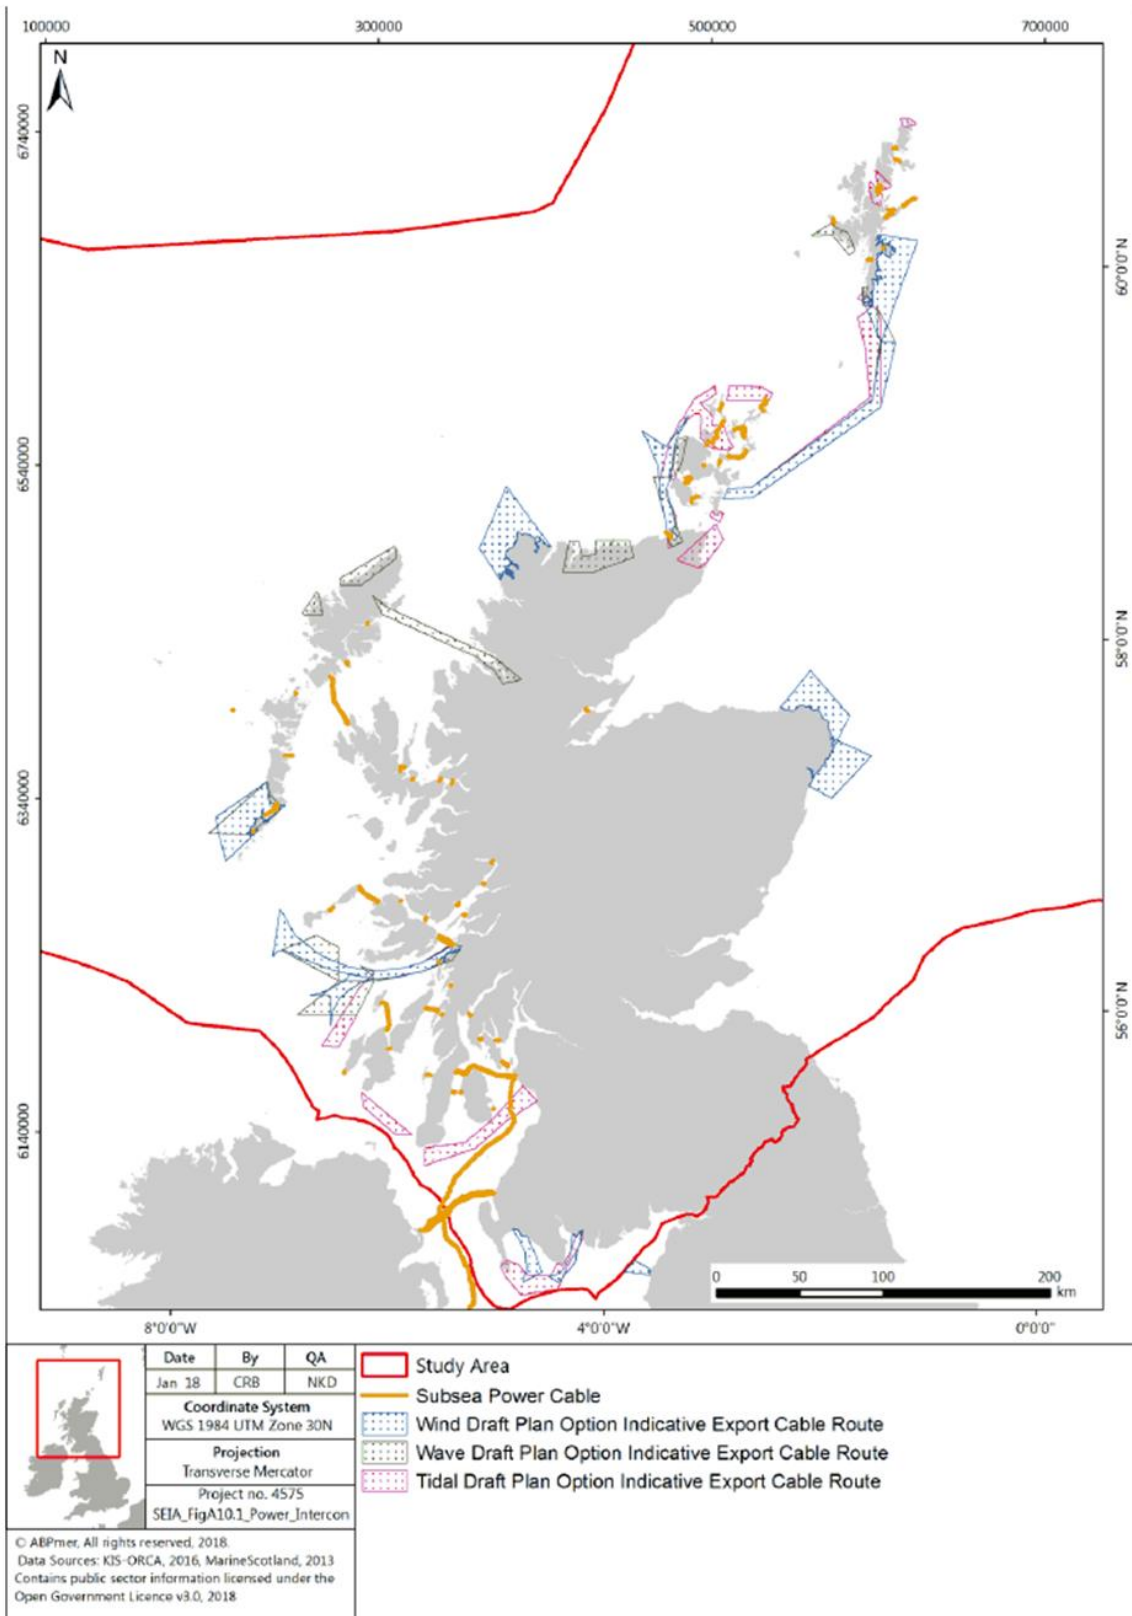 100000
300000
500000
700000
N
6740000
6540000
6340000
6140000
60°0'0"N
58°0'0"N
56°0'0"N
0
50
100
200
km
8°0'0"W
4°0'0"W
0°0'0"
Date By QA
Jan 18 CRB NKD
Coordinate System
WGS 1984 UTM Zone 30N
Projection
Transverse Mercator
Project no. 4575
SEIA_FigA10.1_Power_Intercon
© ABPmer, All rights reserved, 2018.
Data Sources: KIS-ORCA, 2016, MarineScotland, 2013
Contains public sector information licensed under the
Open Government Licence v3.0, 2018
Study Area
Subsea Power Cable
Wind Draft Plan Option Indicative Export Cable Route
Wave Draft Plan Option Indicative Export Cable Route
Tidal Draft Plan Option Indicative Export Cable Route